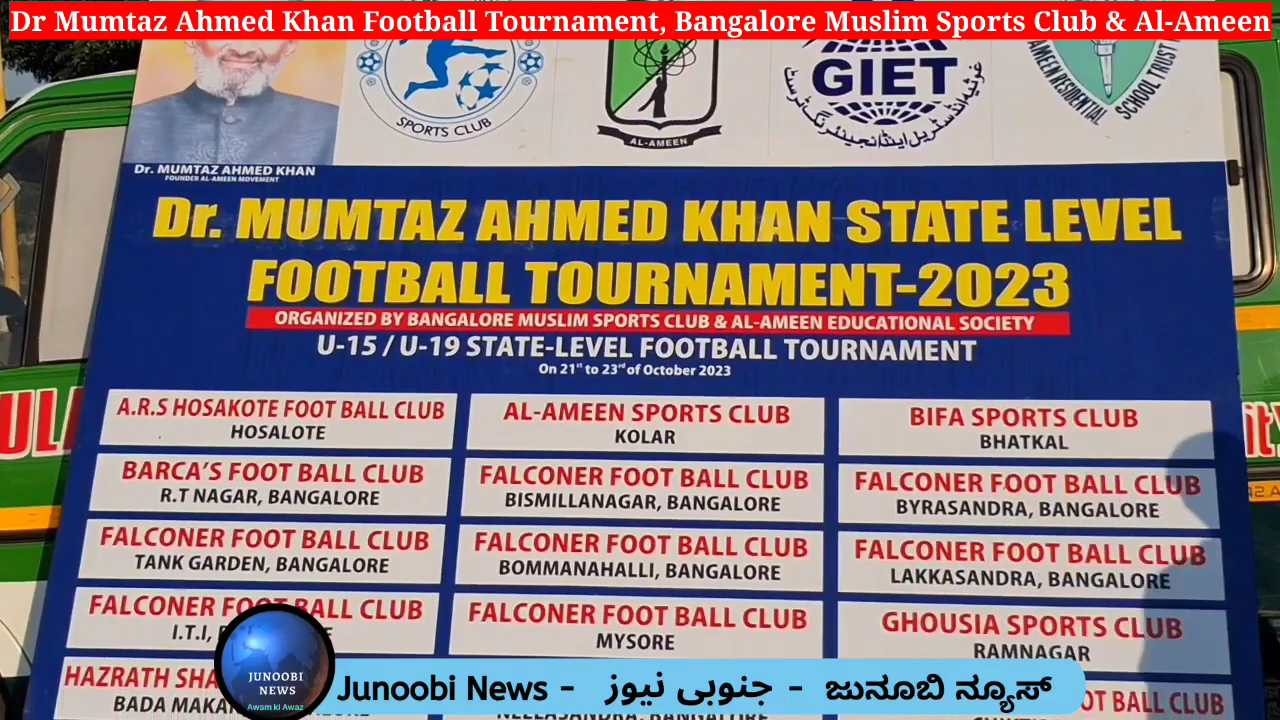 Dr Mumtaz Ahmed Khan Football Tournament, Bangalore Muslim Sports Club & Al-Ameen
SPORTS CLUB
AL-AMEEN
GIET
AMEEN RESIDENTIAL SCHOOL TRUST
Dr. MUMTAZ AHMED KHAN
FOUNDER AL-AMEEN MOVEMENT
Dr. MUMTAZ AHMED KHAN STATE LEVEL
FOOTBALL TOURNAMENT-2023
ORGANIZED BY BANGALORE MUSLIM SPORTS CLUB & AL-AMEEN EDUCATIONAL SOCIETY
U-15 / U-19 STATE-LEVEL FOOTBALL TOURNAMENT
On 21st to 23rd of October 2023
A.R.S HOSAKOTE FOOT BALL CLUB
HOSALOTE
AL-AMEEN SPORTS CLUB
KOLAR
BIFA SPORTS CLUB
BHATKAL
BARCA'S FOOT BALL CLUB
R.T NAGAR, BANGALORE
FALCONER FOOT BALL CLUB
BISMILLANAGAR, BANGALORE
FALCONER FOOT BALL CLUB
BYRASANDRA, BANGALORE
FALCONER FOOT BALL CLUB
TANK GARDEN, BANGALORE
FALCONER FOOT BALL CLUB
BOMMANAHALLI, BANGALORE
FALCONER FOOT BALL CLUB
LAKKASANDRA, BANGALORE
FALCONER FOOT BALL CLUB
I.T.I,
FALCONER FOOT BALL CLUB
MYSORE
GHOUSIA SPORTS CLUB
RAMNAGAR
HAZRATH
BADA
NEELASANDRA, BANGALORE
FOOT BALL CLUB
JUNOOBI
NEWS
Awam ki Awaz
Junoobi News - جنوبی نیوز - ಜುನೂಬಿ ನ್ಯೂಸ್